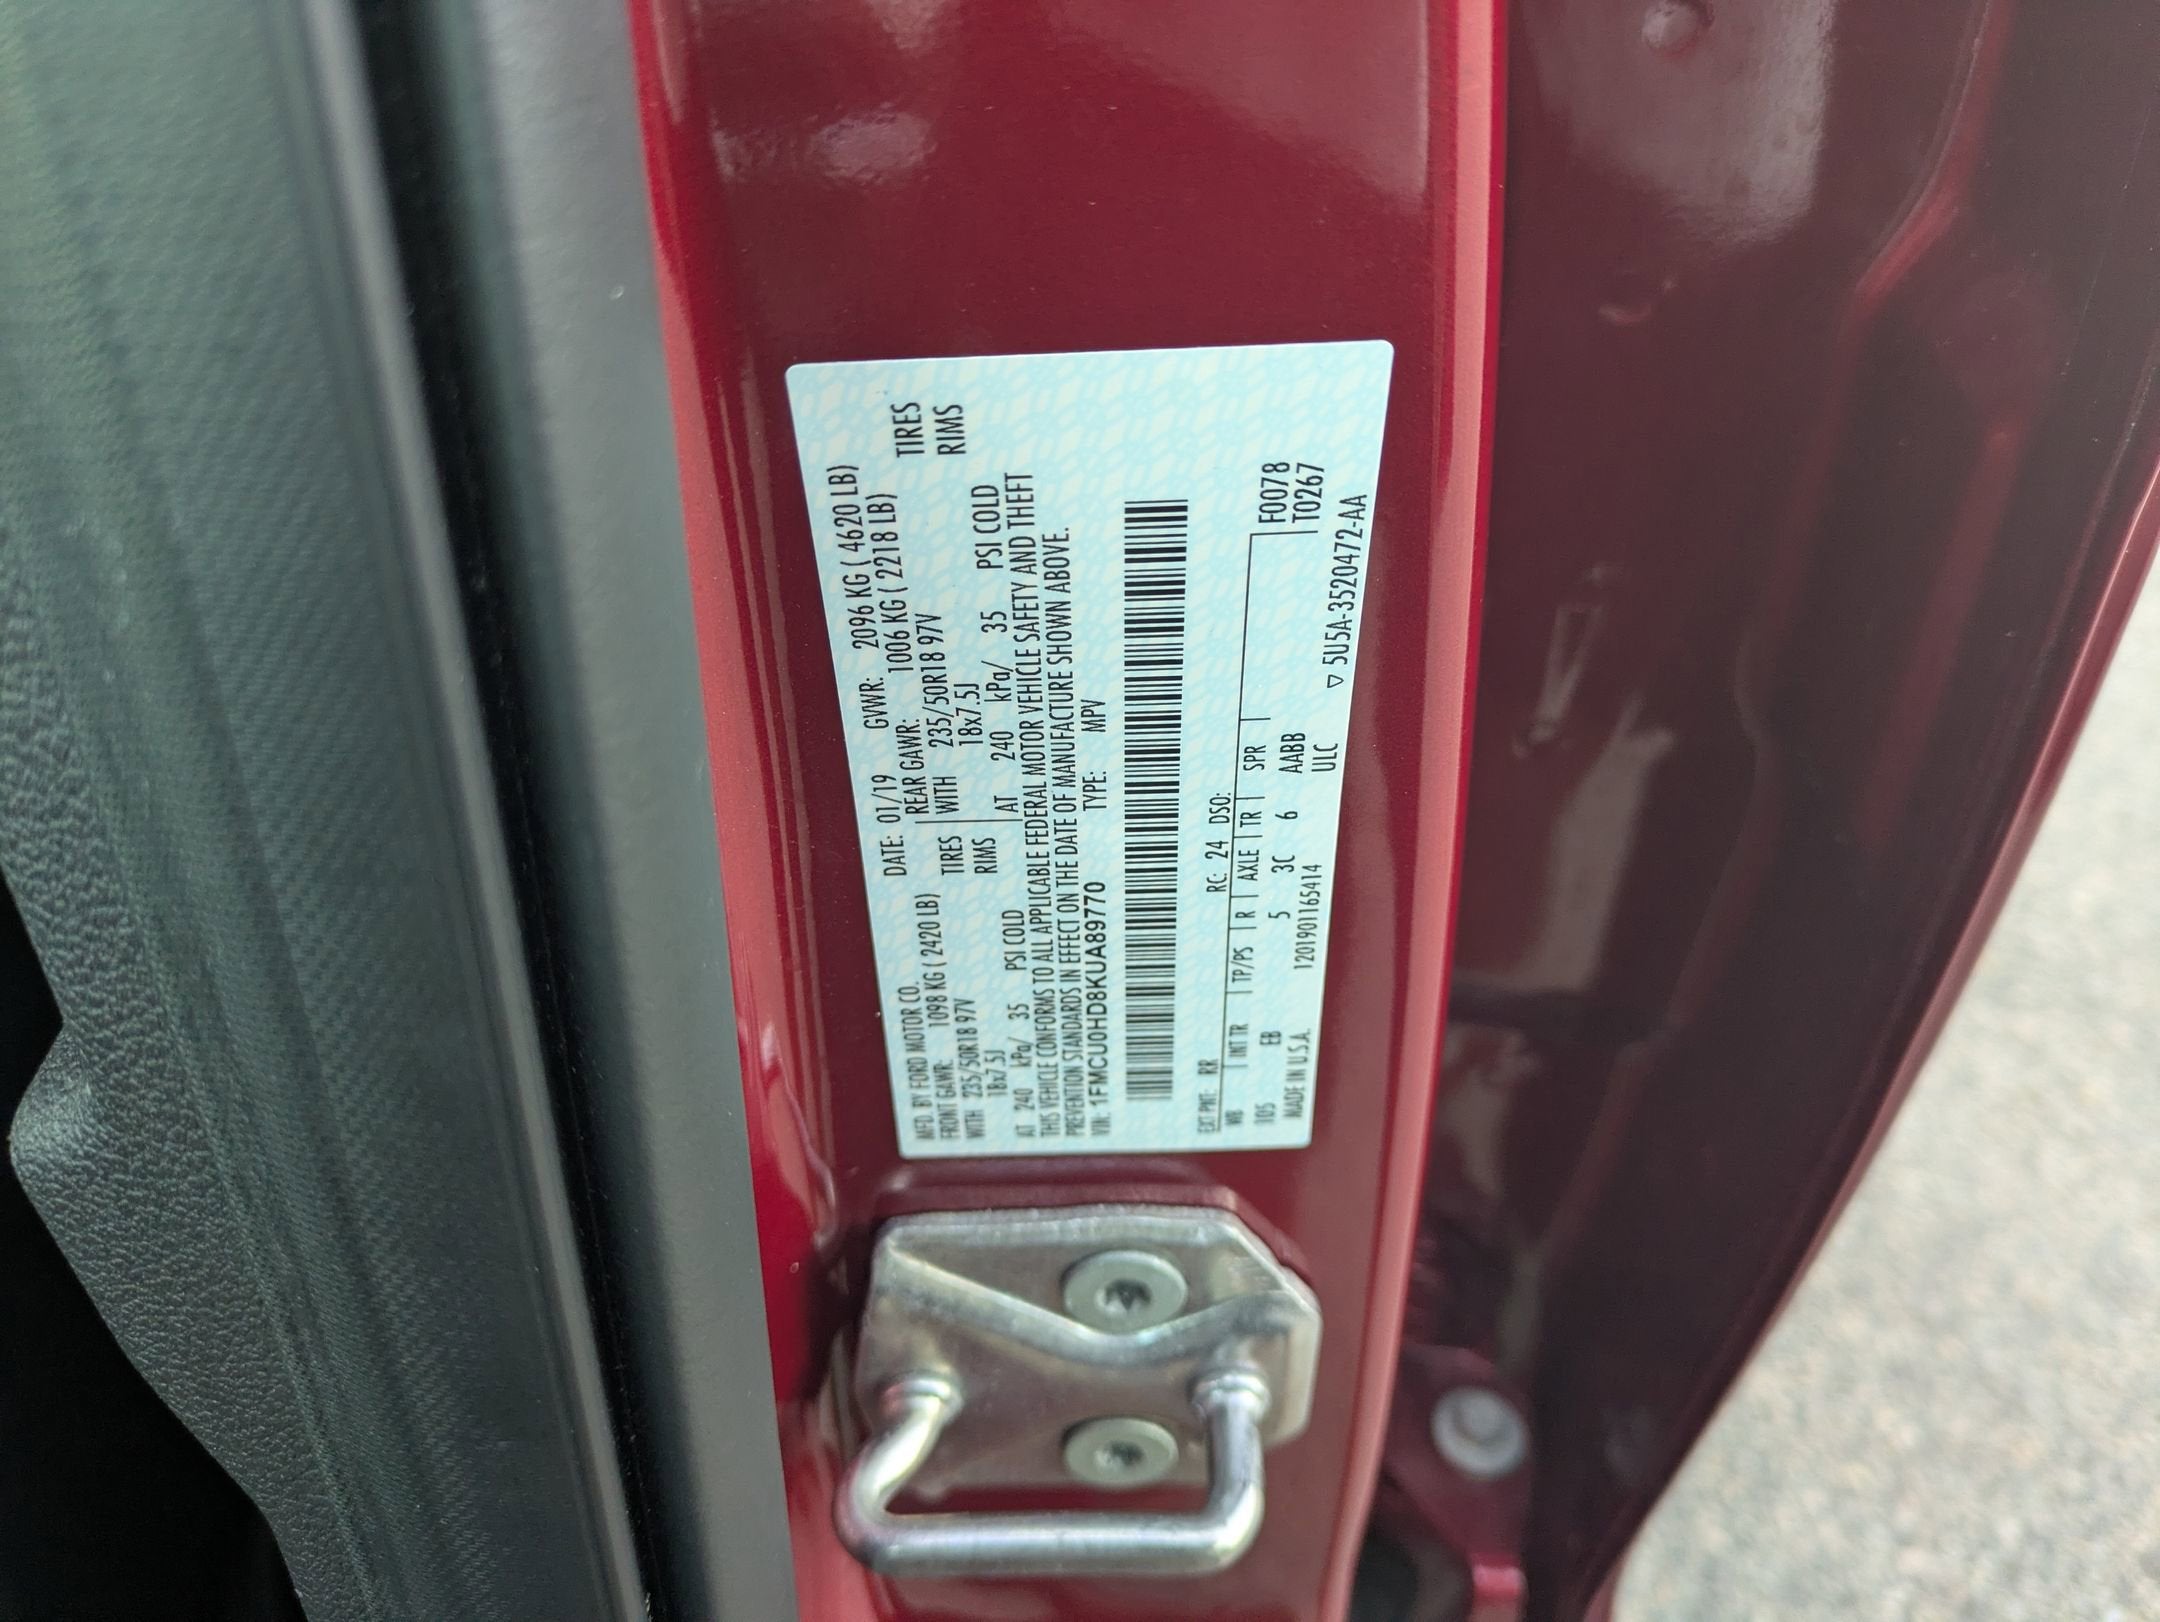 MFD. BY FORD MOTOR CO. DATE: 01/19 GVWR: 2096 KG ( 4620 LB)
FRONT GAWR: 1098 KG ( 2420 LB) REAR GAWR: 1006 KG ( 2218 LB)
WITH 235/50R18 97V TIRES WITH 235/50R18 97V TIRES
18x7.5J RIMS 18x7.5J RIMS
AT 240 kPa/ 35 PSI COLD AT 240 kPa/ 35 PSI COLD
THIS VEHICLE CONFORMS TO ALL APPLICABLE FEDERAL MOTOR VEHICLE SAFETY AND THEFT
PREVENTION STANDARDS IN EFFECT ON THE DATE OF MANUFACTURE SHOWN ABOVE.
VIN: 1FMCU0HD8KUA89770 TYPE: MPV
EXT PNT: RR RC: 24 DSO:
WB INT TR TP/PS R AXLE TR SPR F0078
105 EB 5 3C 6 AABB T0267
MADE IN U.S.A. 1201901165414 ULC
▽ 5U5A-3520472-AA